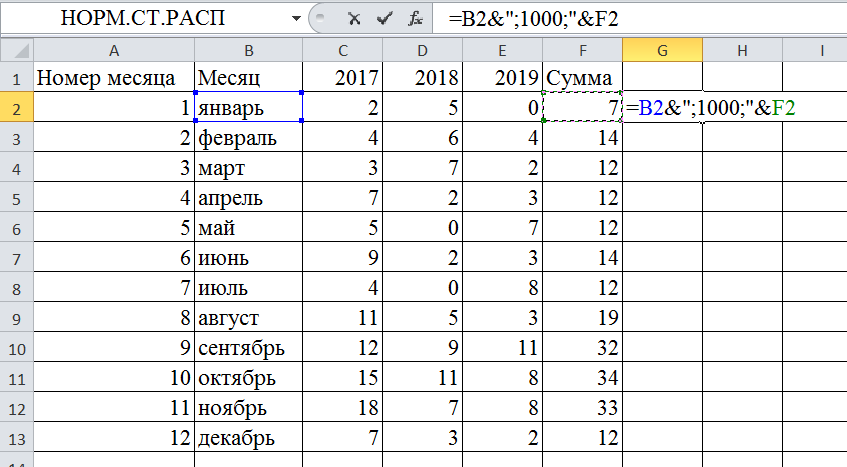 НОРМ.СТ.РАСП =B2&";1000;"&F2
A B C D E F G H I
1 Номер месяца Месяц 2017 2018 2019 Сумма
2 1 январь 2 5 0 7 =B2&";1000;"&F2
3 2 февраль 4 6 4 14
4 3 март 3 7 2 12
5 4 апрель 7 2 3 12
6 5 май 5 0 7 12
7 6 июнь 9 2 3 14
8 7 июль 4 0 8 12
9 8 август 11 5 3 19
10 9 сентябрь 12 9 11 32
11 10 октябрь 15 11 8 34
12 11 ноябрь 18 7 8 33
13 12 декабрь 7 3 2 12